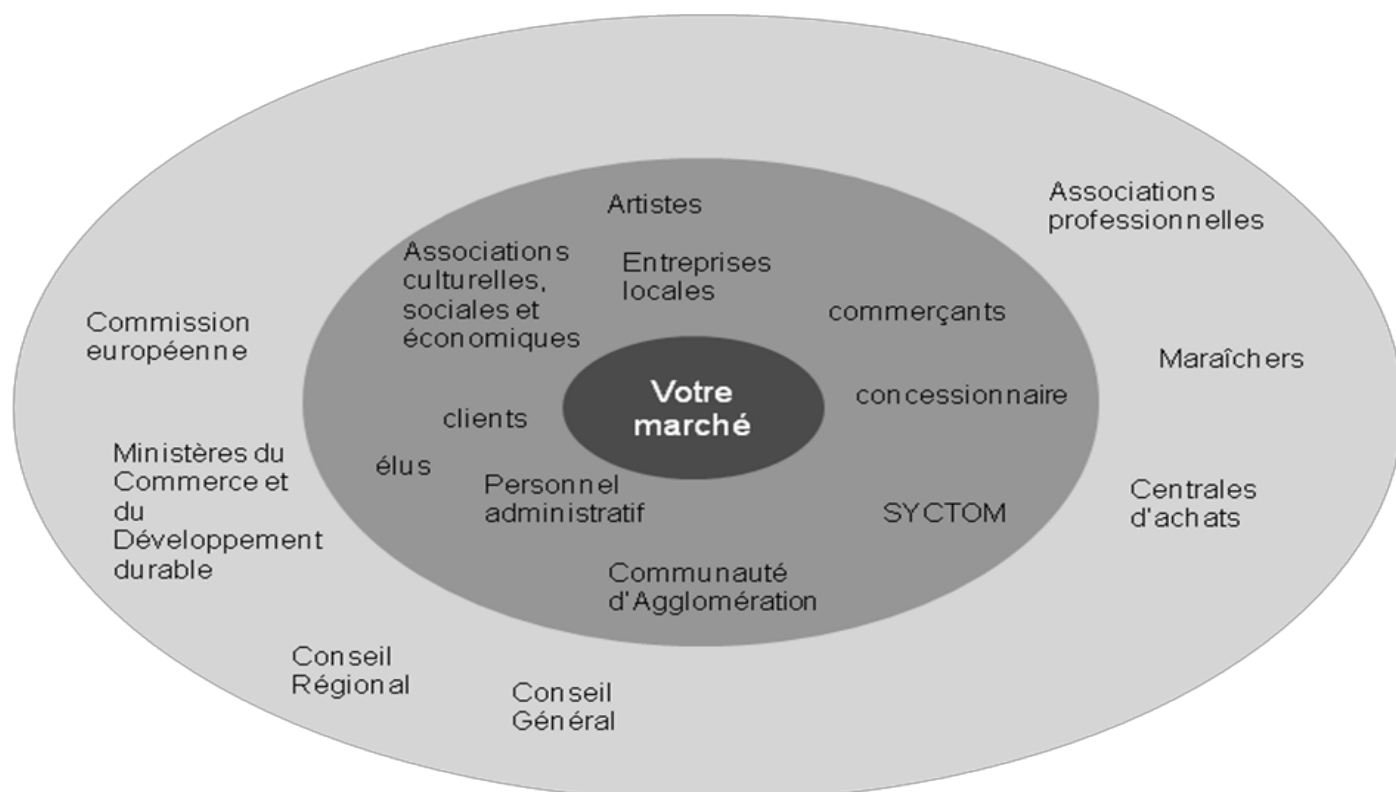 Artistes
Associations
professionnelles
Associations
culturelles,
sociales et
économiques
Entreprises
locales
commerçants
Commission
européenne
Maraîchers
Votre
marché
concessionnaire
clients
élus
Ministères du
Commerce et
du
Développement
durable
Personnel
administratif
SYCTOM
Centrales
d'achats
Communauté
d'Agglomération
Conseil
Régional
Conseil
Général